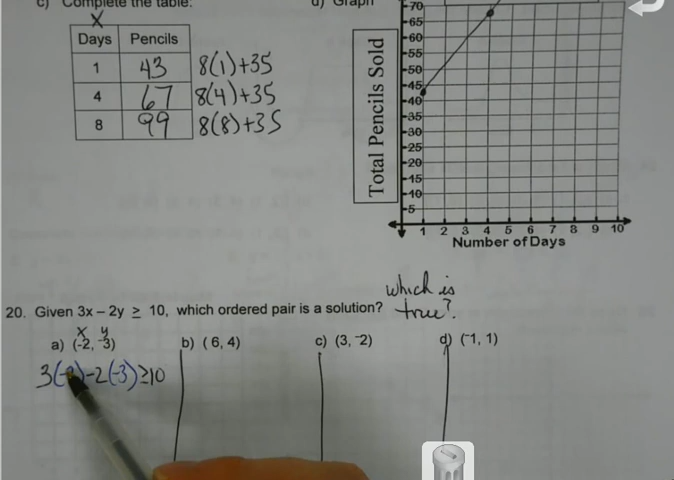 c) Complete the table:
d) Graph
X
Days Pencils
1 43 8(1)+35
4 67 8(4)+35
8 99 8(8)+35
Total Pencils Sold
70
65
60
55
50
45
40
35
30
25
20
15
10
5
1 2 3 4 5 6 7 8 9 10
Number of Days
which is
true?
20. Given 3x – 2y ≥ 10, which ordered pair is a solution?
x y
a) (-2, -3) b) ( 6, 4) c) (3, -2) d) (-1, 1)
3(-2)-2(-3)≥10